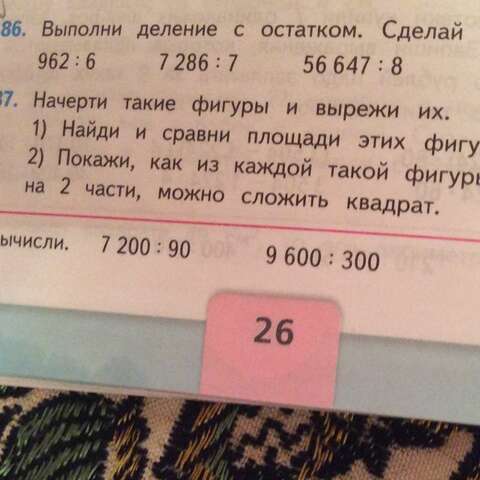 86. Выполни деление с остатком. Сделай
962 : 6 7 286 : 7 56 647 : 8
87. Начерти такие фигуры и вырежи их.
1) Найди и сравни площади этих фигу
2) Покажи, как из каждой такой фигуры
на 2 части, можно сложить квадрат.
ычисли. 7 200 : 90 9 600 : 300
26